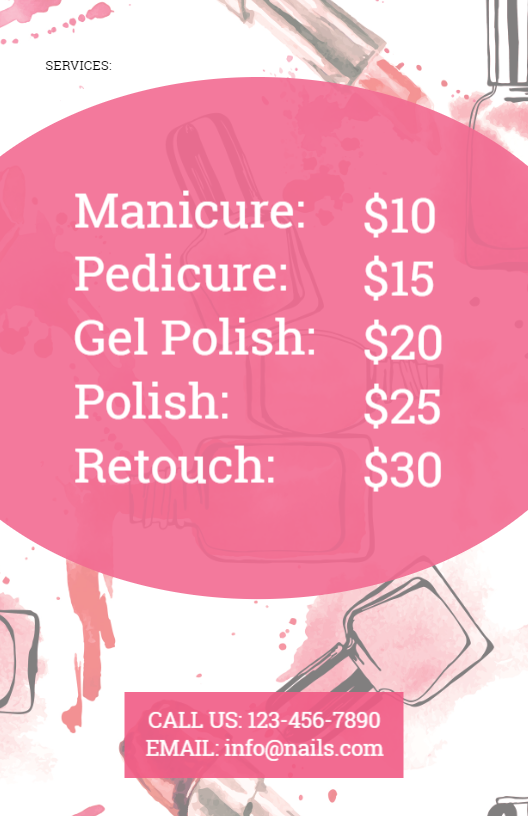 SERVICES:
Manicure: $10
Pedicure: $15
Gel Polish: $20
Polish: $25
Retouch: $30
CALL US: 123-456-7890
EMAIL: info@nails.com